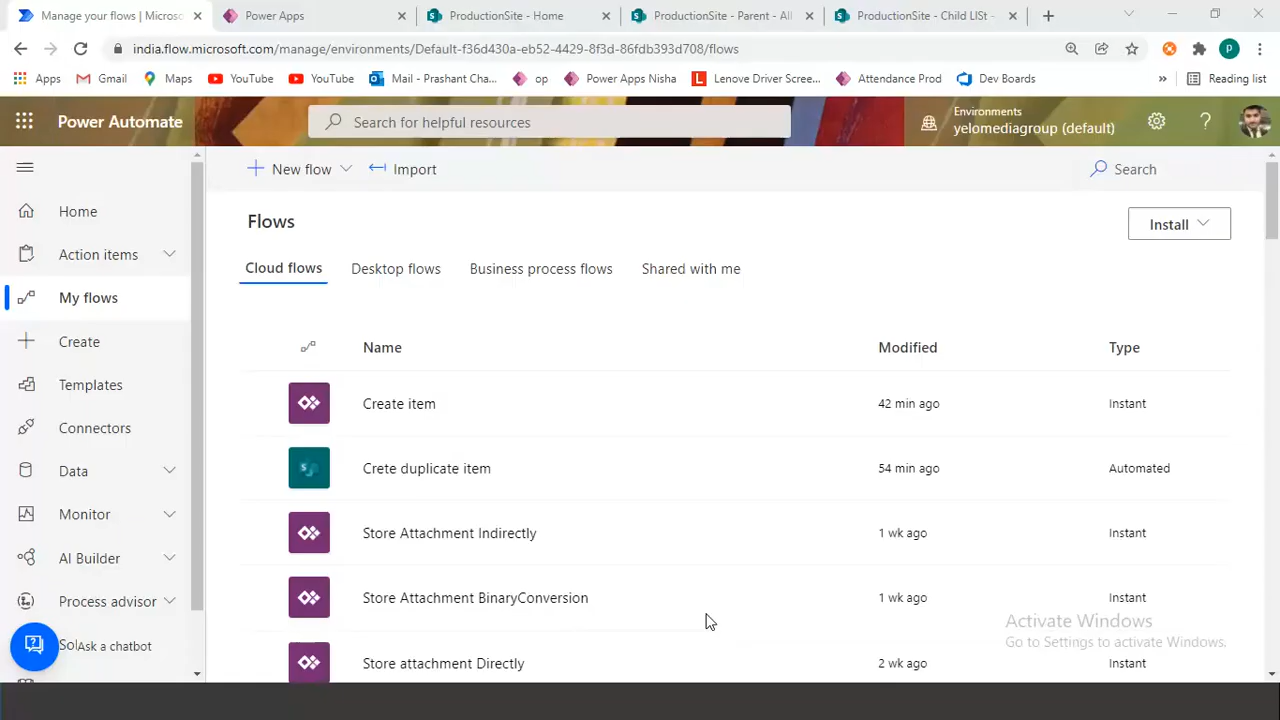 Manage your flows | Micros
Power Apps
ProductionSite - Home
ProductionSite - Parent - All
ProductionSite - Child LISt -
india.flow.microsoft.com/manage/environments/Default-f36d430a-eb52-4429-8f3d-86fdb393d708/flows
P
Apps
Gmail
Maps
YouTube
YouTube
Mail - Prashant Cha...
op
Power Apps Nisha
L
Lenove Driver Scree...
Attendance Prod
Dev Boards
»
Reading list
Power Automate
Search for helpful resources
Environments
yelomediagroup (default)
New flow
Import
Search
Home
Action items
My flows
Create
Templates
Connectors
Data
Monitor
AI Builder
Process advisor
Sol
Ask a chatbot
Flows
Install
Cloud flows
Desktop flows
Business process flows
Shared with me
Name
Modified
Type
Create item
42 min ago
Instant
Crete duplicate item
54 min ago
Automated
Store Attachment Indirectly
1 wk ago
Instant
Store Attachment BinaryConversion
1 wk ago
Instant
Store attachment Directly
2 wk ago
Instant
Activate Windows
Go to Settings to activate Windows.